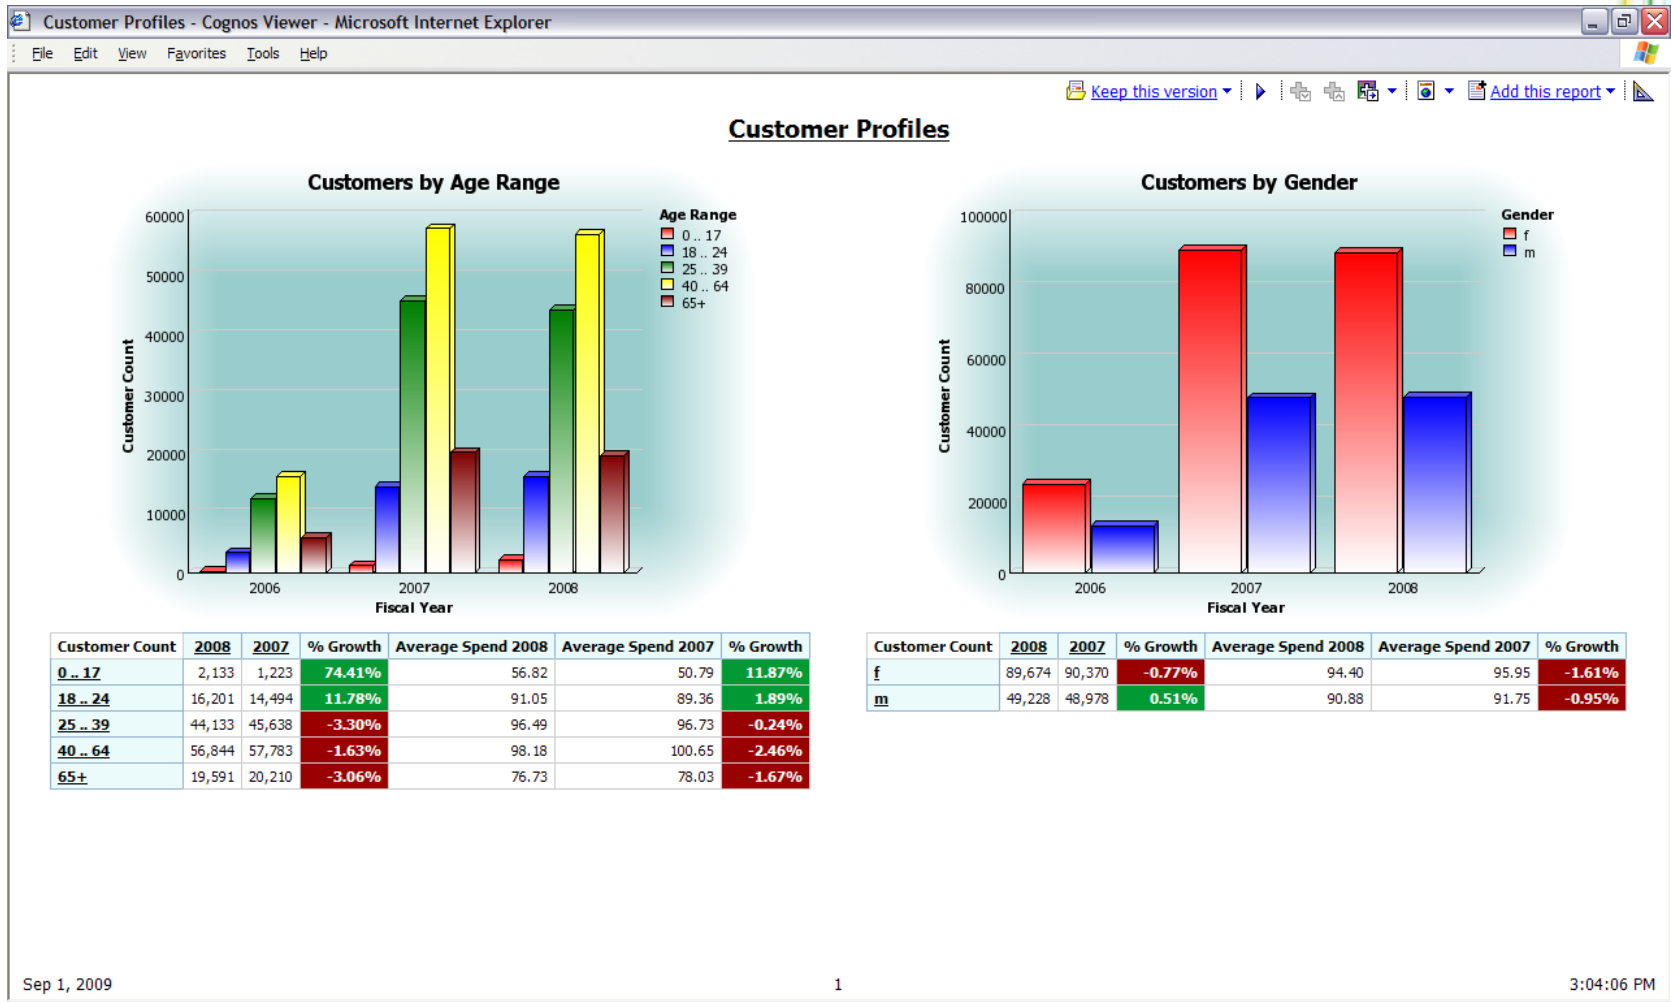 Customer Profiles - Cognos Viewer - Microsoft Internet Explorer
File Edit View Favorites Tools Help
Keep this version Add this report
Customer Profiles
Customers by Age Range
60000
50000
40000
30000
20000
10000
0
Customer Count
2006 2007 2008
Fiscal Year
Age Range
0 .. 17
18 .. 24
25 .. 39
40 .. 64
65+
Customers by Gender
100000
80000
60000
40000
20000
0
Customer Count
2006 2007 2008
Fiscal Year
Gender
f
m
Customer Count 2008 2007 % Growth Average Spend 2008 Average Spend 2007 % Growth
0 .. 17 2,133 1,223 74.41% 56.82 50.79 11.87%
18 .. 24 16,201 14,494 11.78% 91.05 89.36 1.89%
25 .. 39 44,133 45,638 -3.30% 96.49 96.73 -0.24%
40 .. 64 56,844 57,783 -1.63% 98.18 100.65 -2.46%
65+ 19,591 20,210 -3.06% 76.73 78.03 -1.67%
Customer Count 2008 2007 % Growth Average Spend 2008 Average Spend 2007 % Growth
f 89,674 90,370 -0.77% 94.40 95.95 -1.61%
m 49,228 48,978 0.51% 90.88 91.75 -0.95%
Sep 1, 2009 1 3:04:06 PM